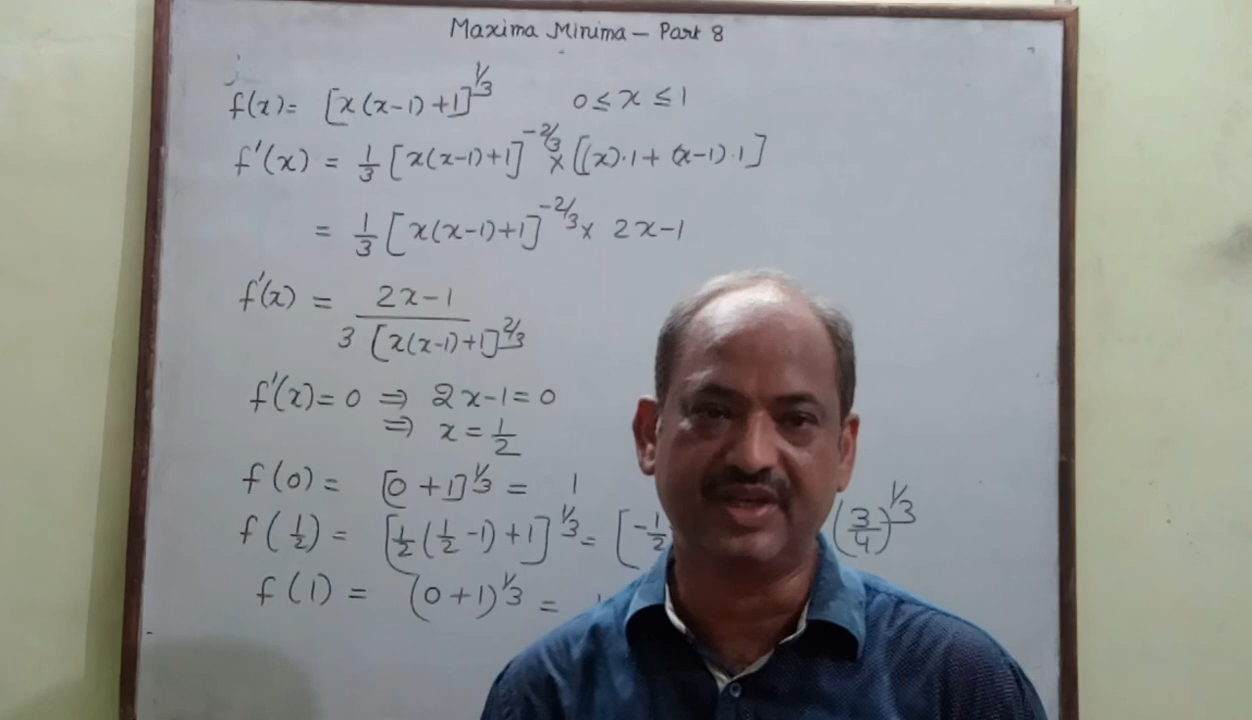 Maxima Minima — Part 8
f(x) = [x(x-1)+1]^1/3 0 ≤ x ≤ 1
f'(x) = 1/3 [x(x-1)+1]^-2/3 × [(x)·1 + (x-1)·1]
= 1/3 [x(x-1)+1]^-2/3 × 2x-1
f'(x) = 2x-1 / 3 [x(x-1)+1]^2/3
f'(x) = 0 ⇒ 2x-1 = 0
⇒ x = 1/2
f(0) = [0+1]^1/3 = 1
f(1/2) = [1/2(1/2-1)+1]^1/3 = [-1/2 (3/4)^1/3
f(1) = (0+1)^1/3 =